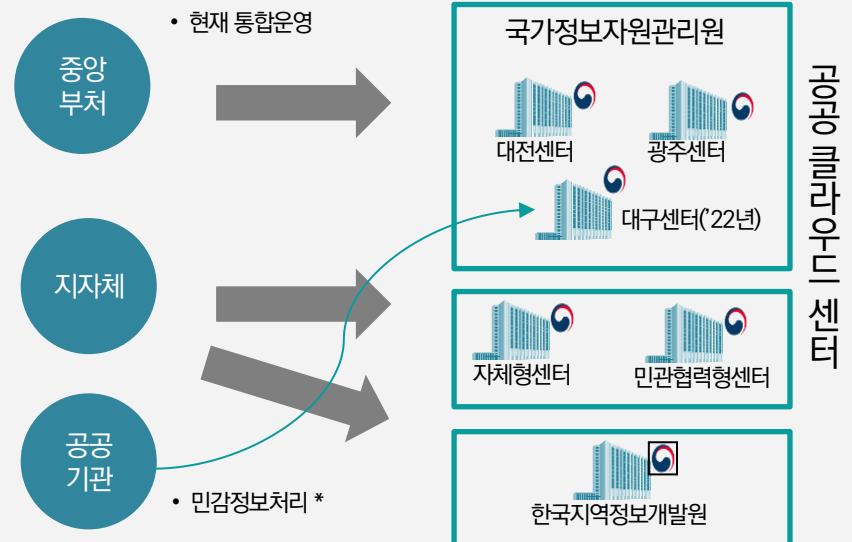 • 현재 통합운영
중앙
부처
국가정보자원관리원
대전센터
광주센터
대구센터('22년)
지자체
자체형센터
민관협력형센터
공공
기관
• 민감정보처리 *
한국지역정보개발원
공공 클라우드 센터